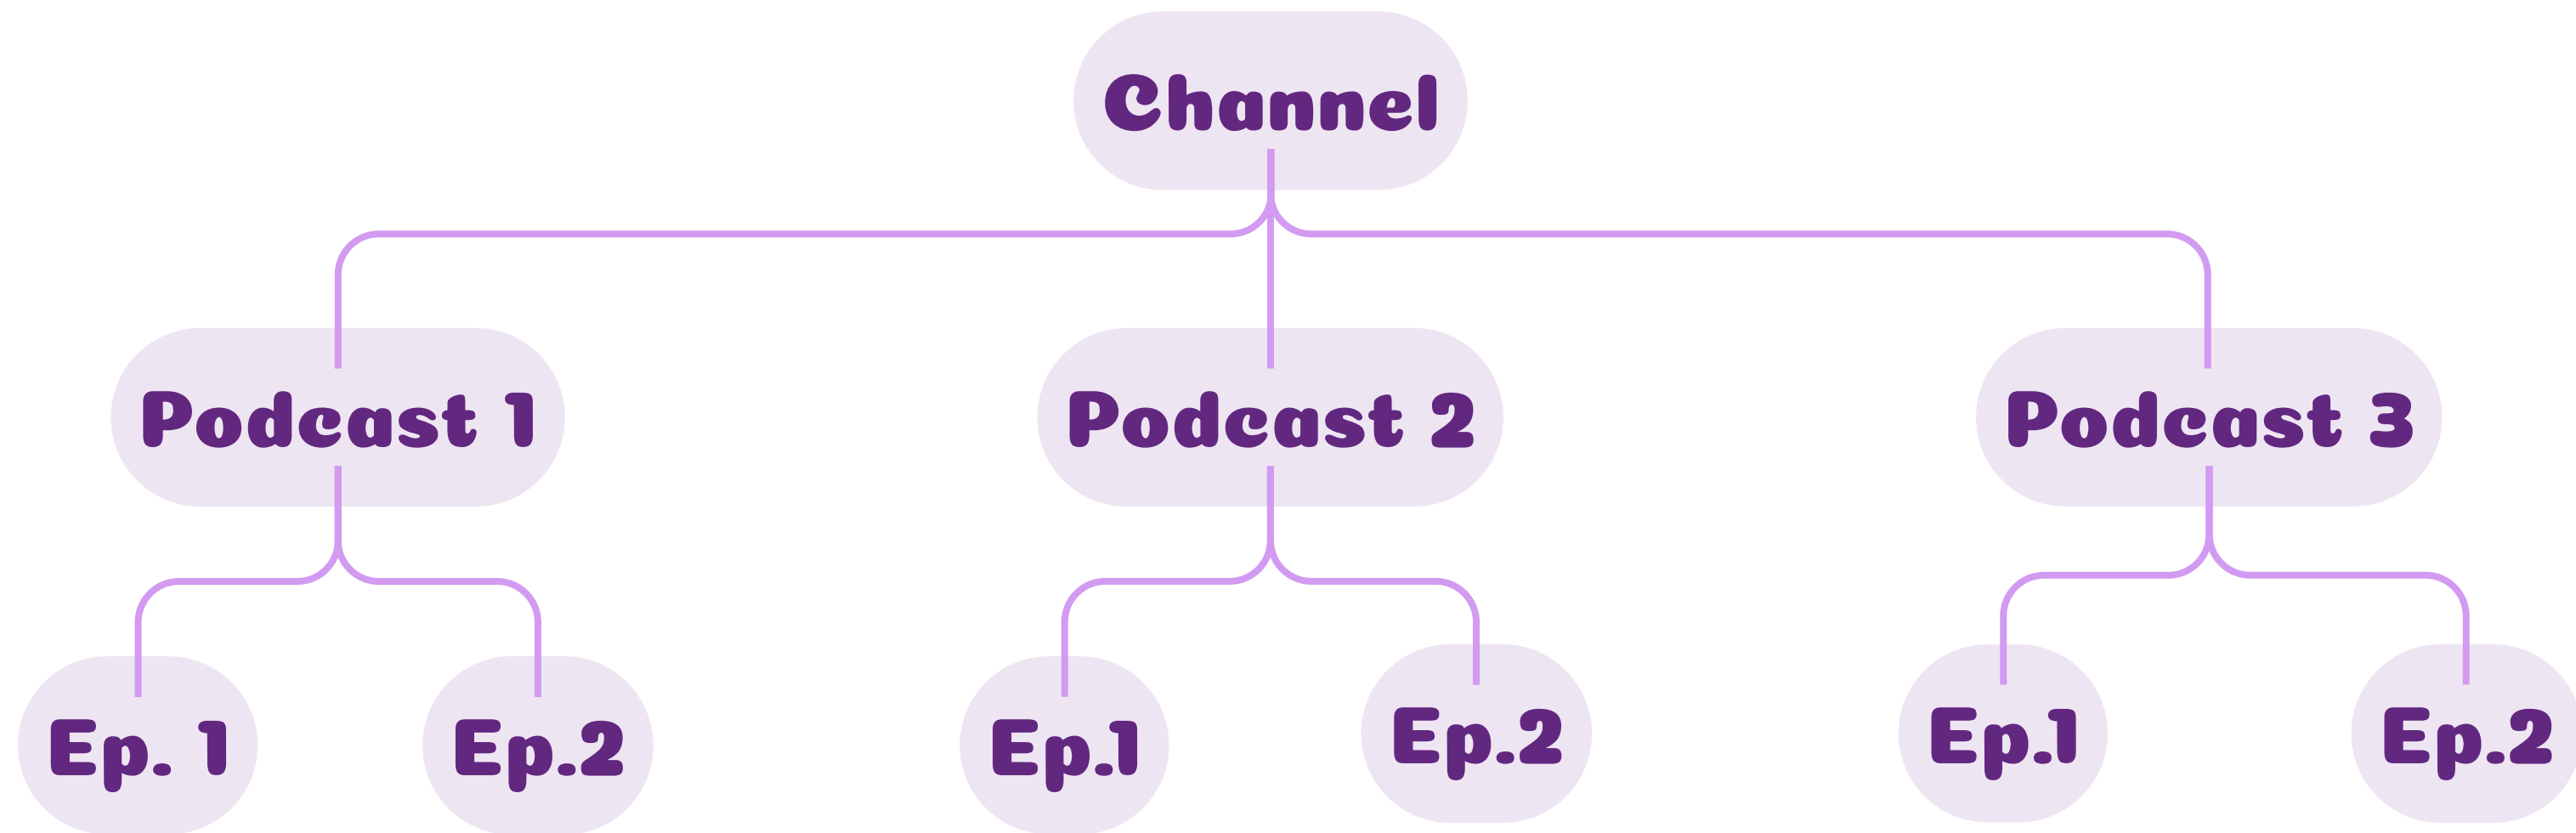 Channel
Podcast 1
Podcast 2
Podcast 3
Ep. 1
Ep.2
Ep.1
Ep.2
Ep.1
Ep.2